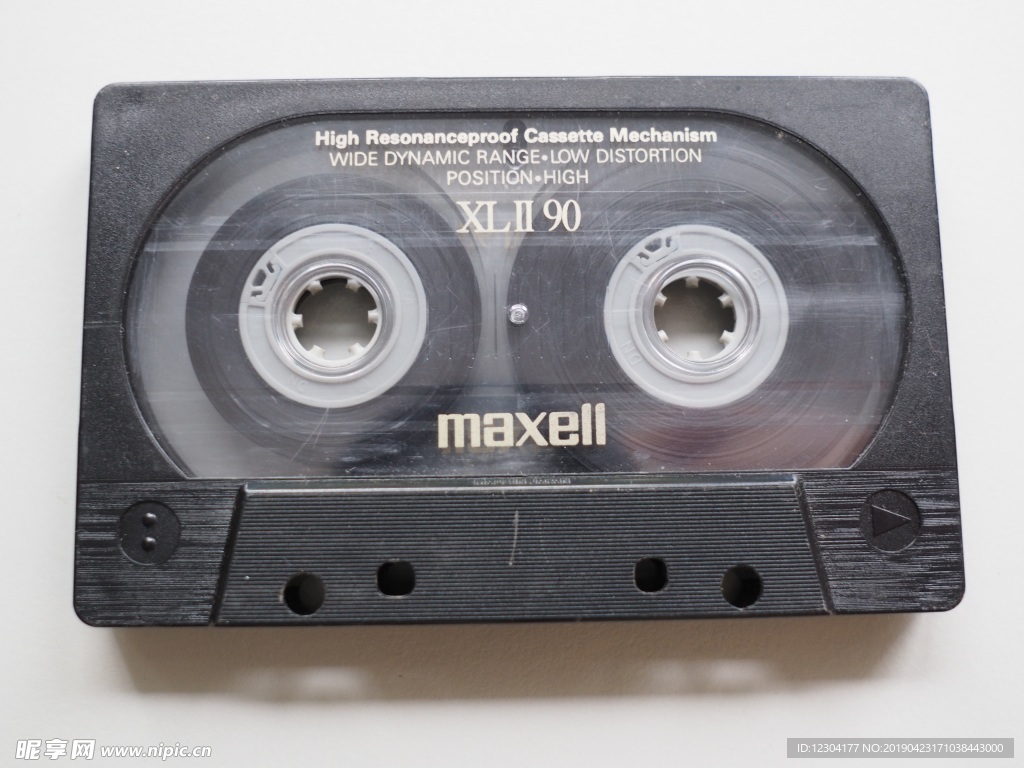 High Resonanceproof Cassette Mechanism
WIDE DYNAMIC RANGE•LOW DISTORTION
POSITION•HIGH
XL II 90
maxell
昵享网 www.nipic.cn
ID:12304177 NO:20190423171038443000